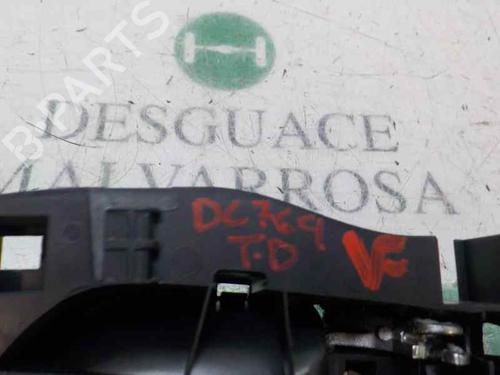 B-PARTS
DESGUACE
MALVARROSA
DC769
T.D
VF